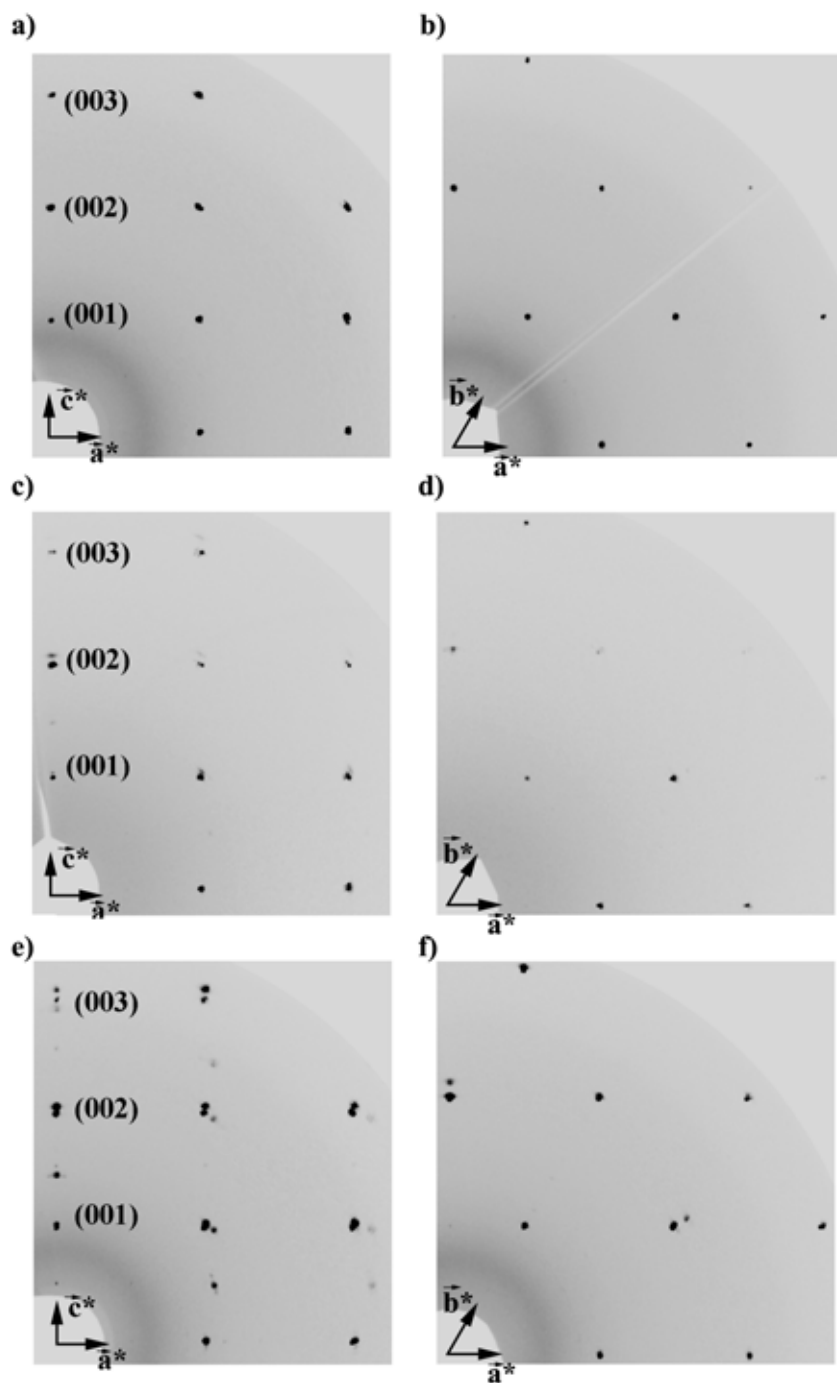 a)
(003)
(002)
(001)
c⃗*
a⃗*
b)
b⃗*
a⃗*
c)
(003)
(002)
(001)
c⃗*
a⃗*
d)
b⃗*
a⃗*
e)
(003)
(002)
(001)
c⃗*
a⃗*
f)
b⃗*
a⃗*